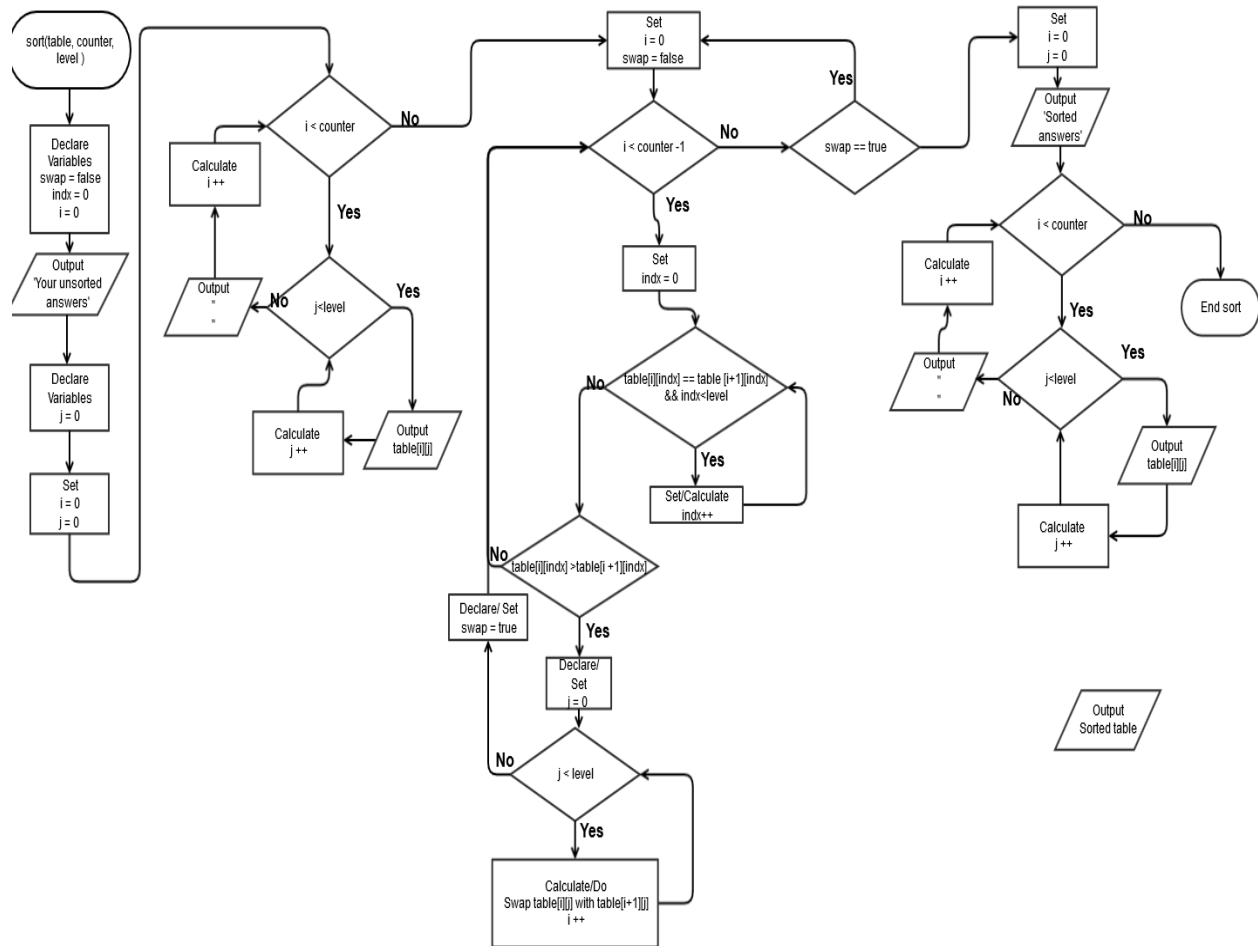 sort(table, counter,
level )
Declare
Variables
swap = false
indx = 0
i = 0
Output
'Your unsorted
answers'
Declare
Variables
j = 0
Set
i = 0
j = 0
i < counter
No
Yes
Calculate
i ++
j<level
No
Yes
Output
"
"
Output
table[i][j]
Calculate
j ++
Set
i = 0
swap = false
i < counter -1
No
Yes
swap == true
Yes
Set
indx = 0
table[i][indx] == table [i+1][indx]
&& indx<level
No
Yes
Set/Calculate
indx++
table[i][indx] >table[i +1][indx]
No
Yes
Declare/ Set
swap = true
Declare/
Set
j = 0
j < level
No
Yes
Calculate/Do
Swap table[i][j] with table[i+1][j]
i ++
Set
i = 0
j = 0
Output
'Sorted
answers'
i < counter
No
Yes
End sort
Calculate
i ++
j<level
No
Yes
Output
"
"
Output
table[i][j]
Calculate
j ++
Output
Sorted table